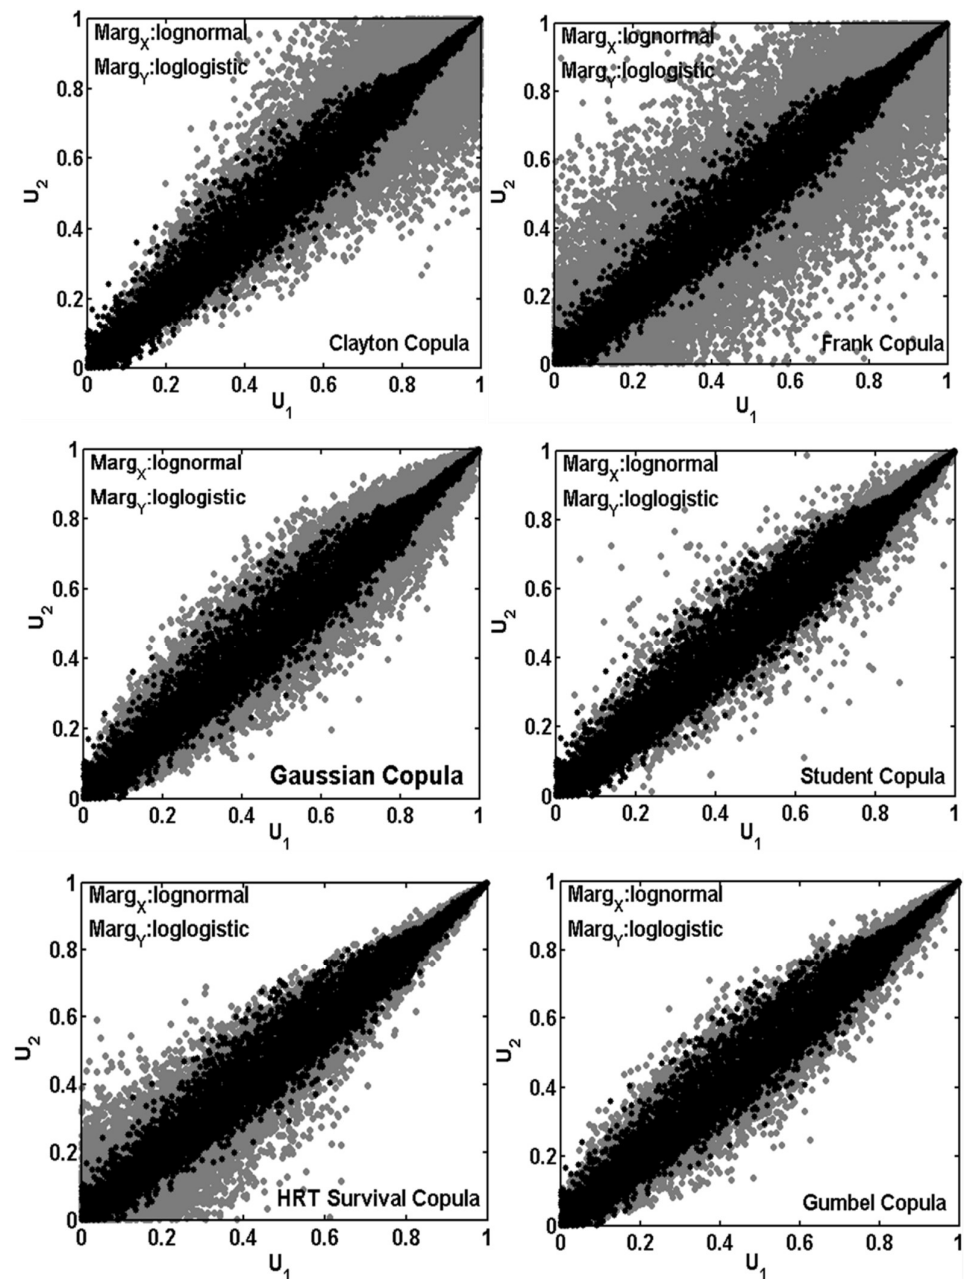 Marg_X:lognormal
Marg_Y:loglogistic
1
0.8
0.6
U_2
0.4
0.2
0
Clayton Copula
0 0.2 0.4 0.6 0.8 1
U_1
Marg_X:lognormal
Marg_Y:loglogistic
1
0.8
0.6
U_2
0.4
0.2
0
Frank Copula
0 0.2 0.4 0.6 0.8 1
U_1
Marg_X:lognormal
Marg_Y:loglogistic
1
0.8
0.6
U_2
0.4
0.2
0
Gaussian Copula
0 0.2 0.4 0.6 0.8 1
U_1
Marg_X:lognormal
Marg_Y:loglogistic
1
0.8
0.6
U_2
0.4
0.2
0
Student Copula
0 0.2 0.4 0.6 0.8 1
U_1
Marg_X:lognormal
Marg_Y:loglogistic
1
0.8
0.6
U_2
0.4
0.2
0
HRT Survival Copula
0 0.2 0.4 0.6 0.8 1
U_1
Marg_X:lognormal
Marg_Y:loglogistic
1
0.8
0.6
U_2
0.4
0.2
0
Gumbel Copula
0 0.2 0.4 0.6 0.8 1
U_1